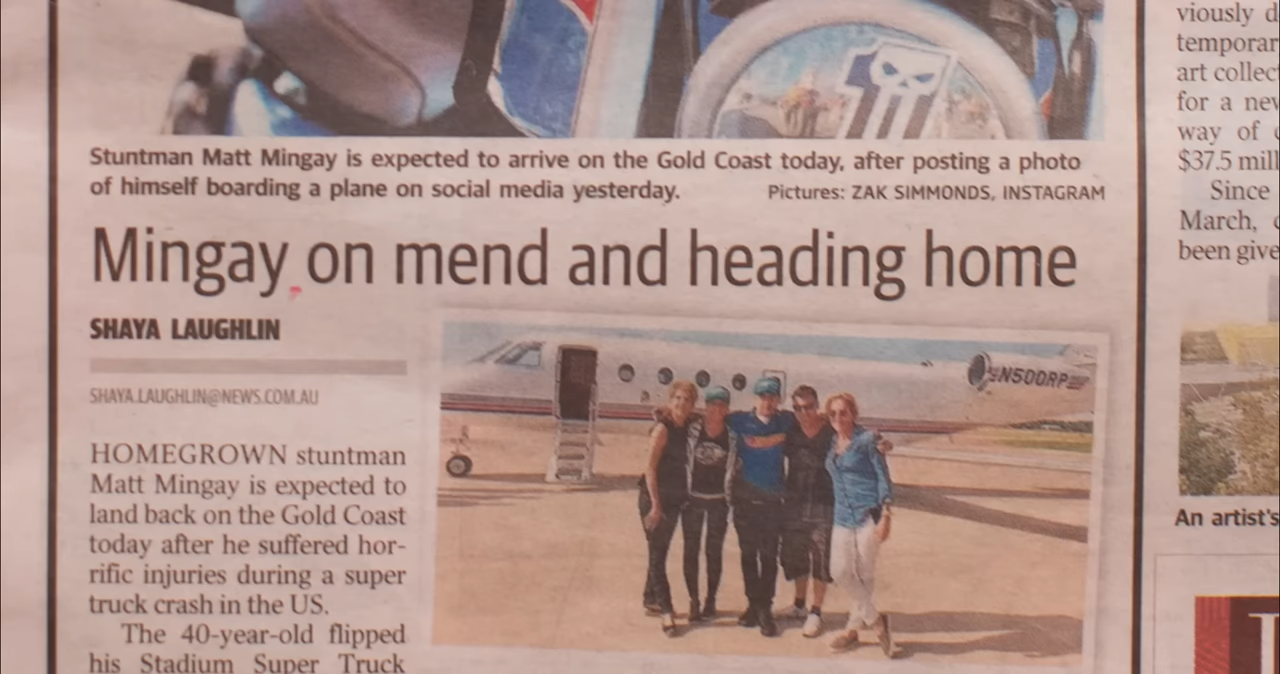 Stuntman Matt Mingay is expected to arrive on the Gold Coast today, after posting a photo
of himself boarding a plane on social media yesterday. Pictures: ZAK SIMMONDS, INSTAGRAM
Mingay on mend and heading home
SHAYA LAUGHLIN
SHAYA.LAUGHLIN@NEWS.COM.AU
HOMEGROWN stuntman
Matt Mingay is expected to
land back on the Gold Coast
today after he suffered hor-
rific injuries during a super
truck crash in the US.
The 40-year-old flipped
his Stadium Super Truck
N500RP
1
viously d
temporar
art collec
for a new
way of
$37.5 mill
Since
March,
been give
An artist's